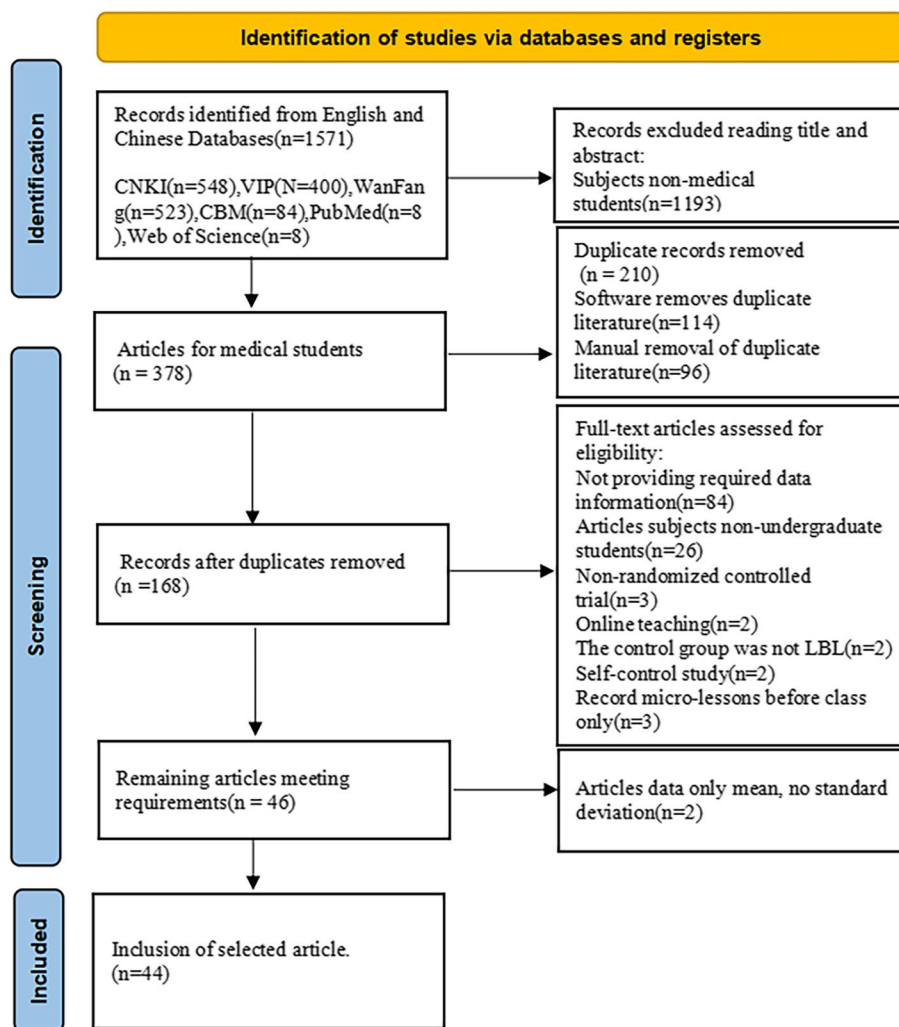 Identification of studies via databases and registers
Identification
Records identified from English and
Chinese Databases(n=1571)
CNKI(n=548),VIP(N=400),WanFan
g(n=523),CBM(n=84),PubMed(n=8
),Web of Science(n=8)
Records excluded reading title and
abstract:
Subjects non-medical
students(n=1193)
Screening
Articles for medical students
(n = 378)
Duplicate records removed
(n = 210)
Software removes duplicate
literature(n=114)
Manual removal of duplicate
literature(n=96)
Records after duplicates removed
(n =168)
Full-text articles assessed for
eligibility:
Not providing required data
information(n=84)
Articles subjects non-undergraduate
students(n=26)
Non-randomized controlled
trial(n=3)
Online teaching(n=2)
The control group was not LBL(n=2)
Self-control study(n=2)
Record micro-lessons before class
only(n=3)
Remaining articles meeting
requirements(n = 46)
Articles data only mean, no standard
deviation(n=2)
Included
Inclusion of selected article.
(n=44)